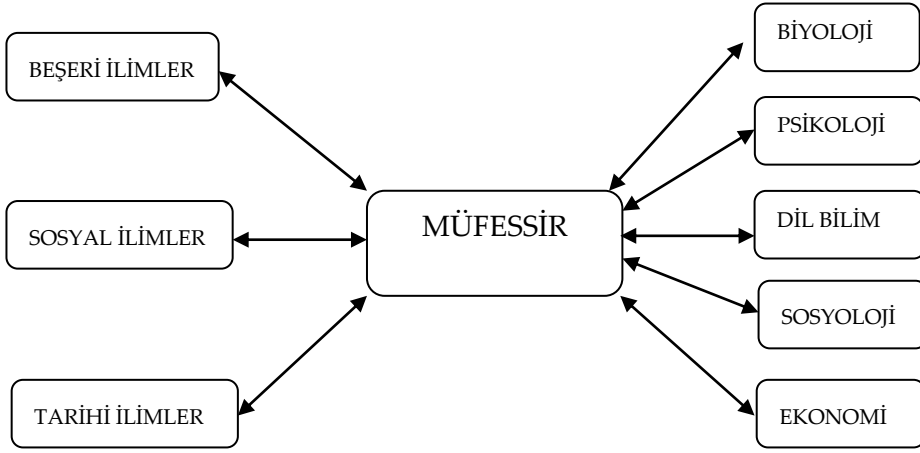 BEŞERİ İLİMLER
SOSYAL İLİMLER
TARİHİ İLİMLER
MÜFESSİR
BİYOLOJİ
PSİKOLOJİ
DİL BİLİM
SOSYOLOJİ
EKONOMİ